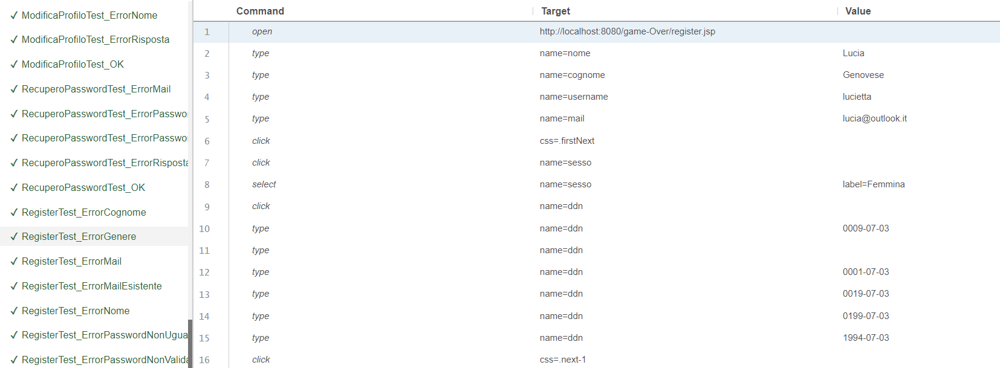 ✓ ModificaProfiloTest_ErrorNome
✓ ModificaProfiloTest_ErrorRisposta
✓ ModificaProfiloTest_OK
✓ RecuperoPasswordTest_ErrorMail
✓ RecuperoPasswordTest_ErrorPasswo
✓ RecuperoPasswordTest_ErrorPasswo
✓ RecuperoPasswordTest_ErrorRisposta
✓ RecuperoPasswordTest_OK
✓ RegisterTest_ErrorCognome
✓ RegisterTest_ErrorGenere
✓ RegisterTest_ErrorMail
✓ RegisterTest_ErrorMailEsistente
✓ RegisterTest_ErrorNome
✓ RegisterTest_ErrorPasswordNonUgua
✓ RegisterTest_ErrorPasswordNonValida
Command Target Value
1 open http://localhost:8080/game-Over/register.jsp
2 type name=nome Lucia
3 type name=cognome Genovese
4 type name=username lucietta
5 type name=mail lucia@outlook.it
6 click css=.firstNext
7 click name=sesso
8 select name=sesso label=Femmina
9 click name=ddn
10 type name=ddn 0009-07-03
11 type name=ddn
12 type name=ddn 0001-07-03
13 type name=ddn 0019-07-03
14 type name=ddn 0199-07-03
15 type name=ddn 1994-07-03
16 click css=.next-1